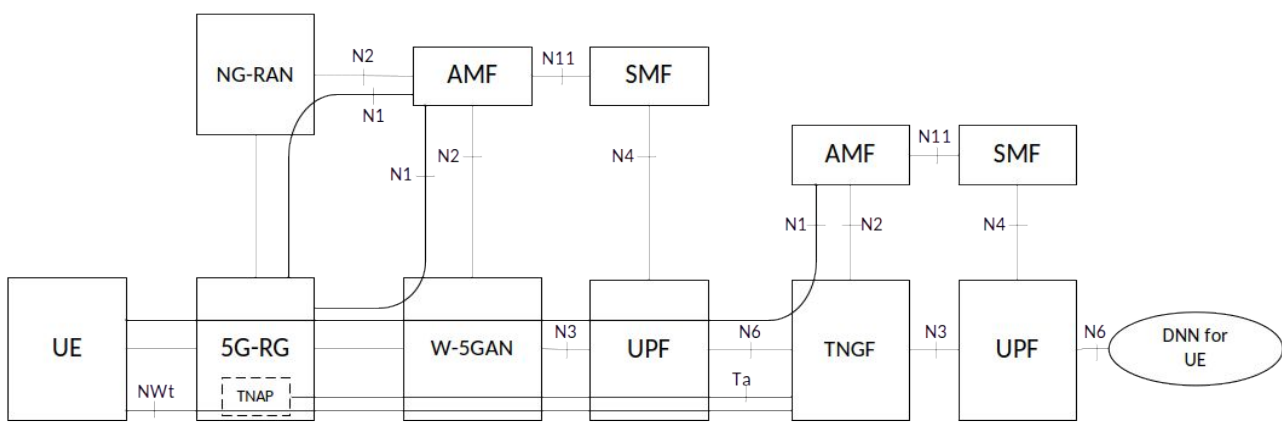 NG-RAN
N2
AMF
N11
SMF
N1
N1
N2
N4
AMF
N11
SMF
N1
N2
N4
UE
5G-RG
W-5GAN
N3
UPF
N6
TNGF
N3
UPF
N6
DNN for
UE
NWt
TNAP
Ta